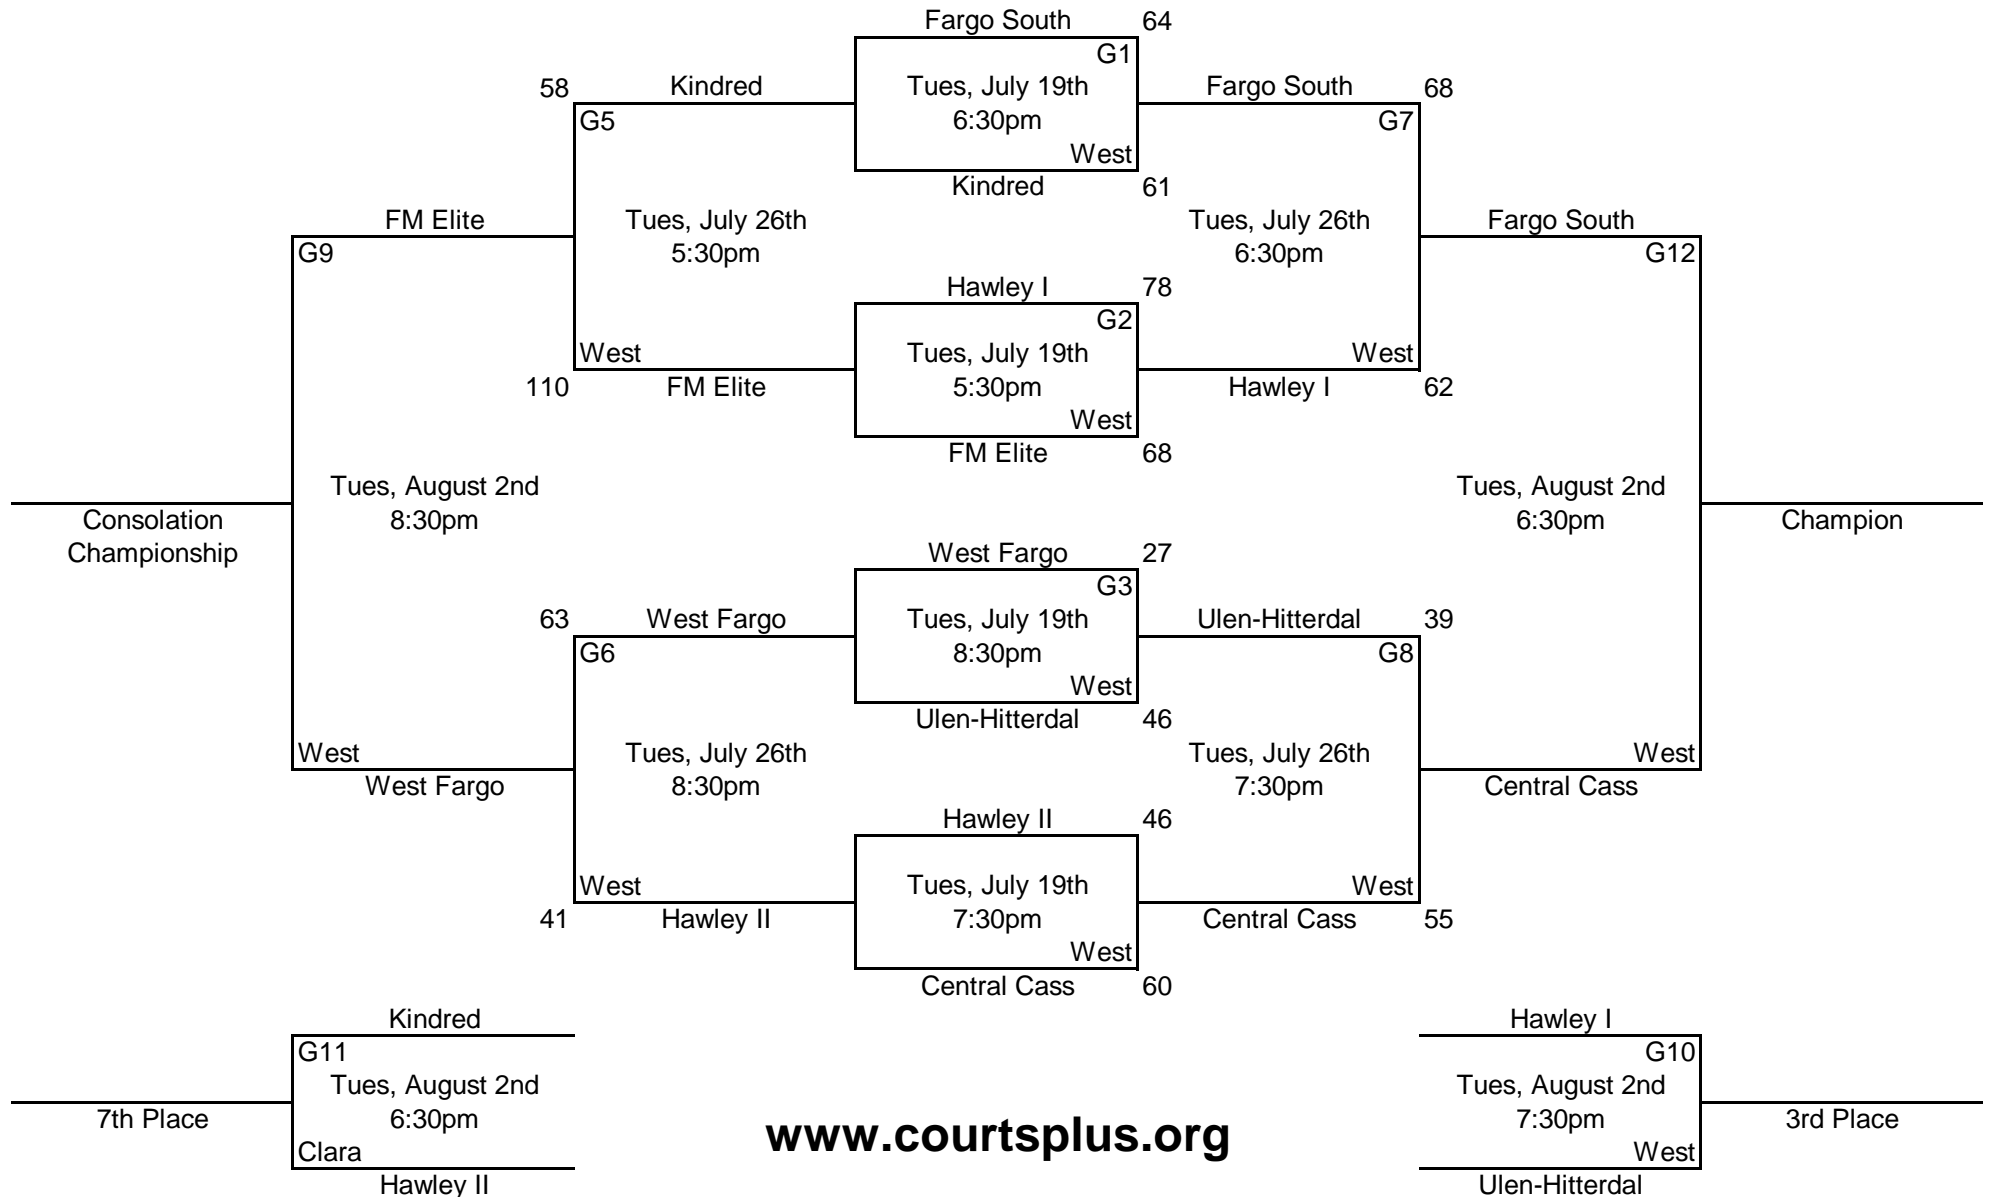 Fargo South 64
G1
58 Kindred Tues, July 19th Fargo South 68
G5 6:30pm G7
West
Kindred 61
FM Elite Tues, July 26th Tues, July 26th Fargo South
G9 5:30pm 6:30pm G12
Hawley I 78
G2
West Tues, July 19th West
110 FM Elite 5:30pm Hawley I 62
West
FM Elite 68
Tues, August 2nd Tues, August 2nd
Consolation 8:30pm 6:30pm Champion
Championship West Fargo 27
G3
63 West Fargo Tues, July 19th Ulen-Hitterdal 39
G6 8:30pm G8
West
Ulen-Hitterdal 46
West Tues, July 26th Tues, July 26th West
West Fargo 8:30pm 7:30pm Central Cass
Hawley II 46
West Tues, July 19th West
41 Hawley II 7:30pm Central Cass 55
West
Central Cass 60
Kindred Hawley I
G11 G10
Tues, August 2nd Tues, August 2nd
7th Place 6:30pm www.courtsplus.org 7:30pm 3rd Place
Clara West
Hawley II Ulen-Hitterdal